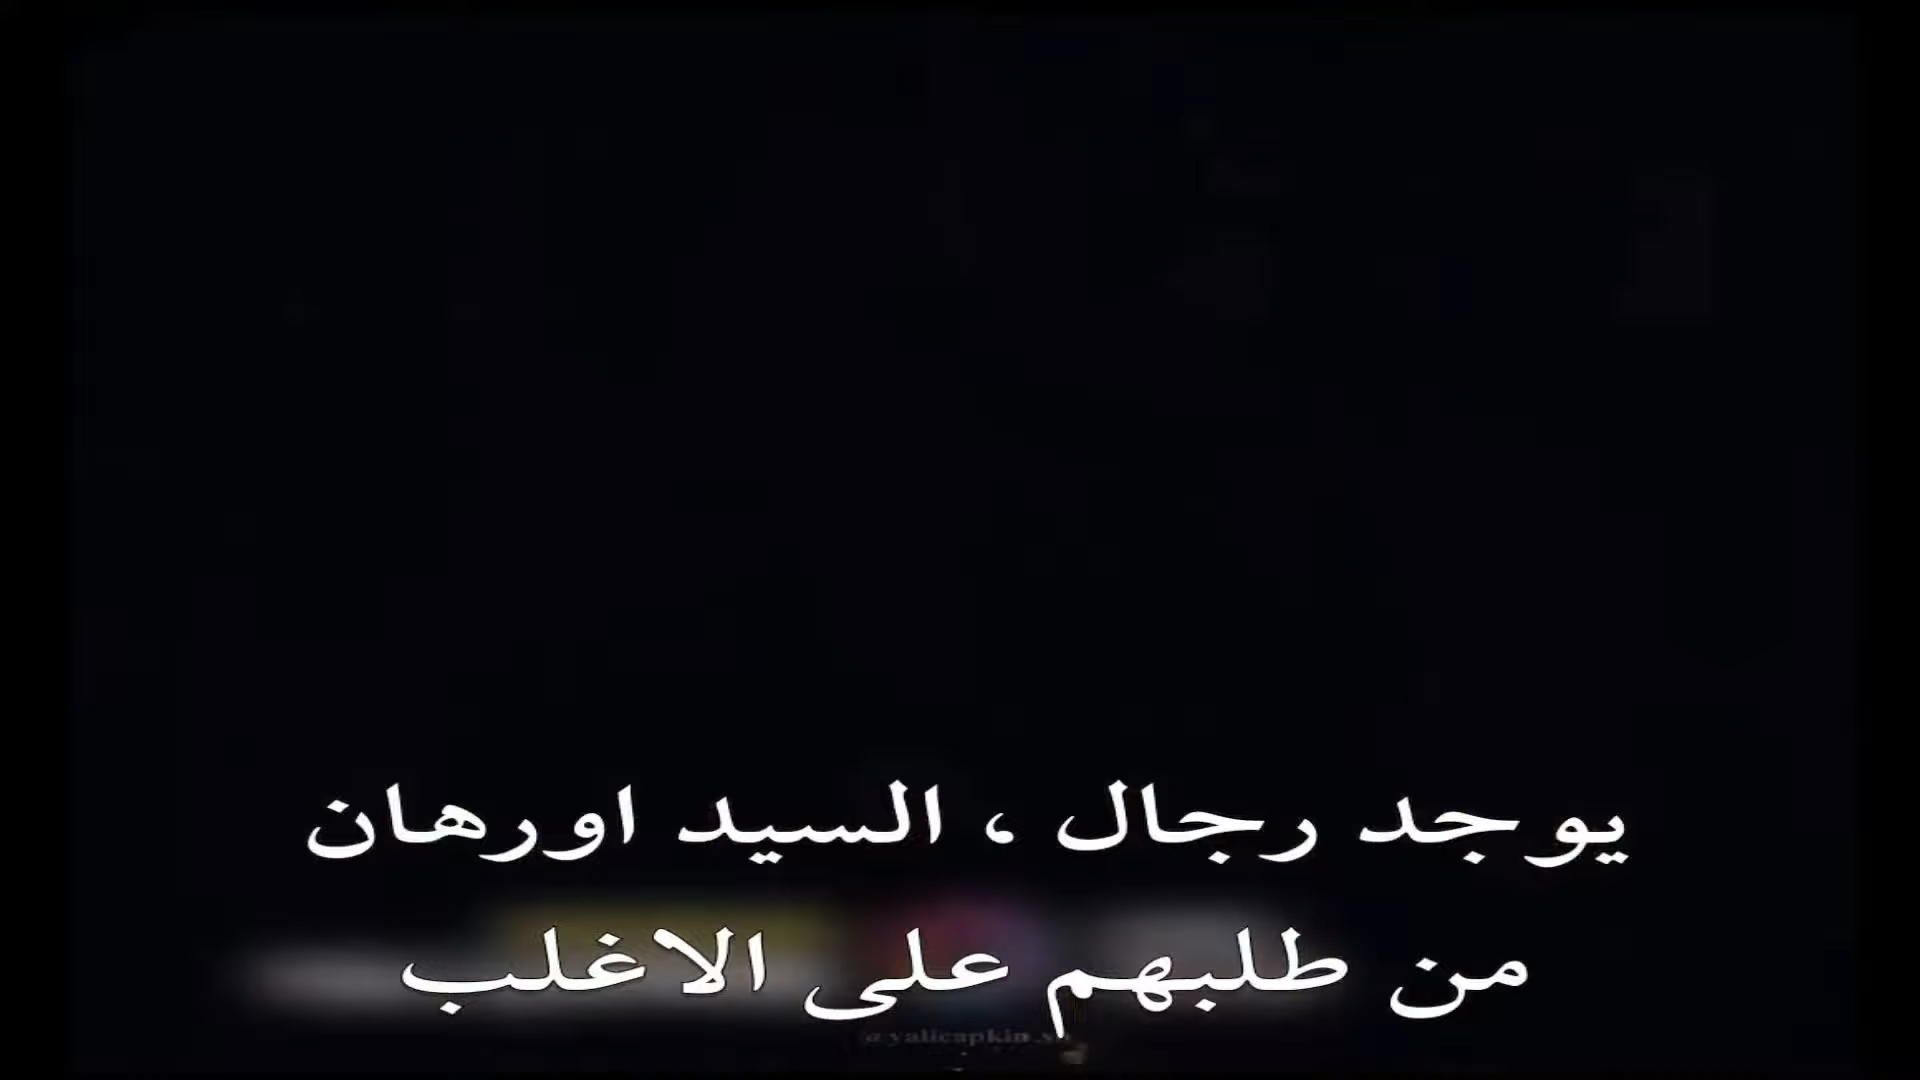 يوجد رجال ، السيد اورهان
من طلبهم على الاغلب